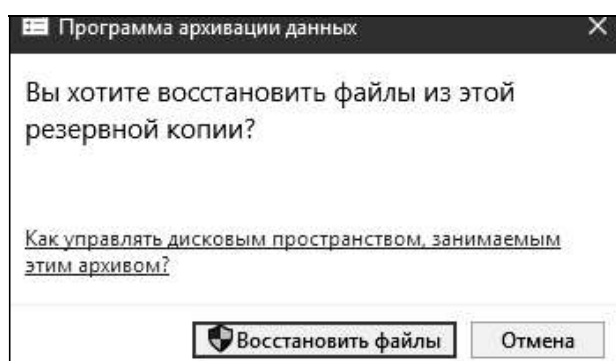 Программа архивации данных
Вы хотите восстановить файлы из этой
резервной копии?
Как управлять дисковым пространством, занимаемым
этим архивом?
Восстановить файлы Отмена